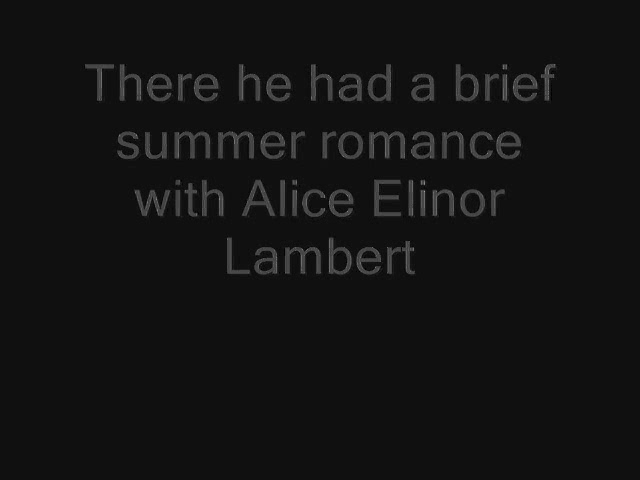 There he had a brief
summer romance
with Alice Elinor
Lambert